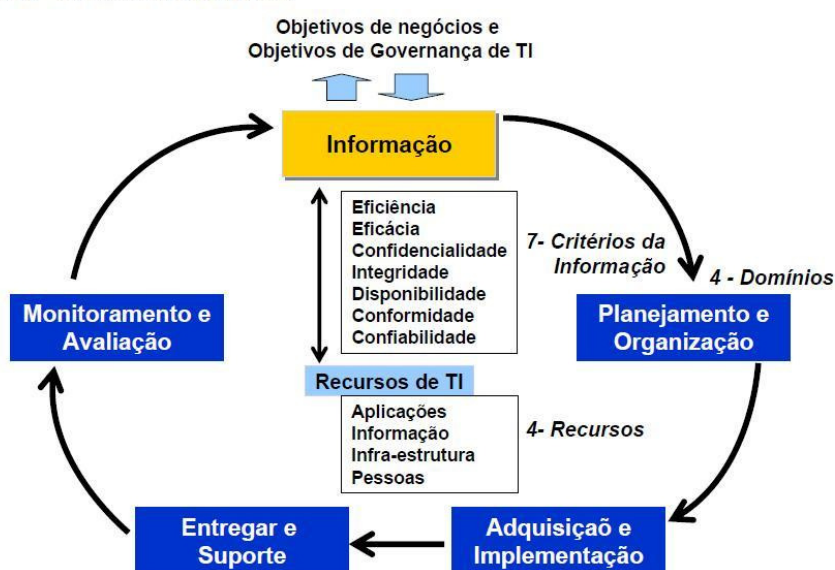 Objetivos de negócios e
Objetivos de Governança de TI
Informação
Eficiência
Eficácia
Confidencialidade
Integridade
Disponibilidade
Conformidade
Confiabilidade
7- Critérios da
Informação
4 - Domínios
Monitoramento e
Avaliação
Planejamento e
Organização
Recursos de TI
Aplicações
Informação
Infra-estrutura
Pessoas
4- Recursos
Entregar e
Suporte
Adquisiçaõ e
Implementação